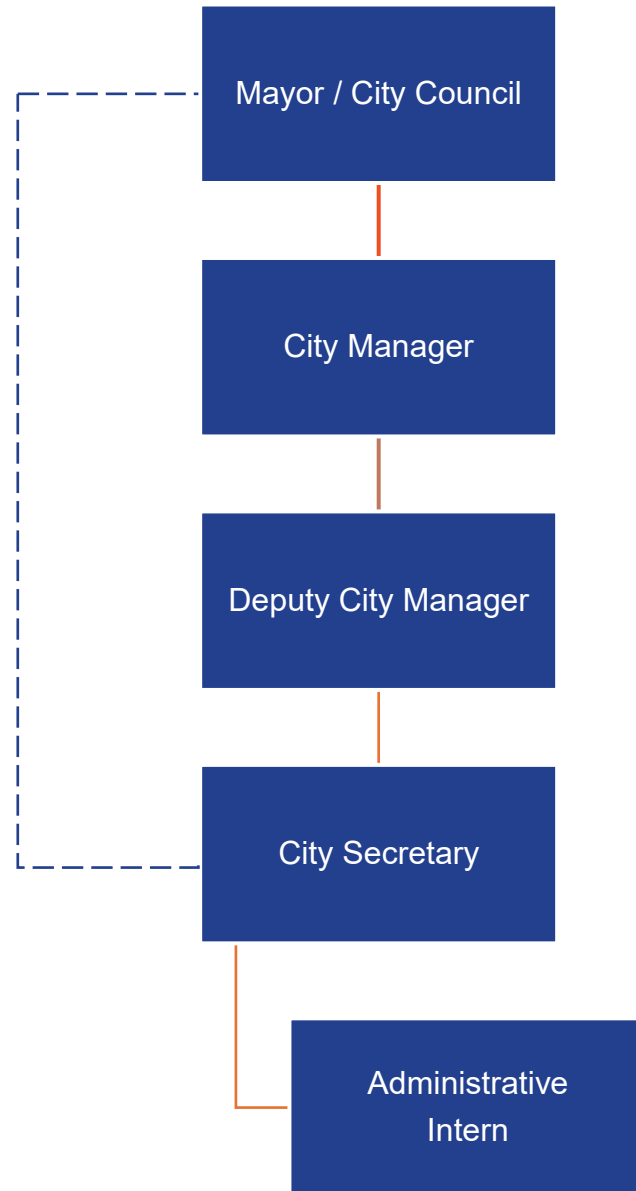 Mayor / City Council
City Manager
Deputy City Manager
City Secretary
Administrative
Intern